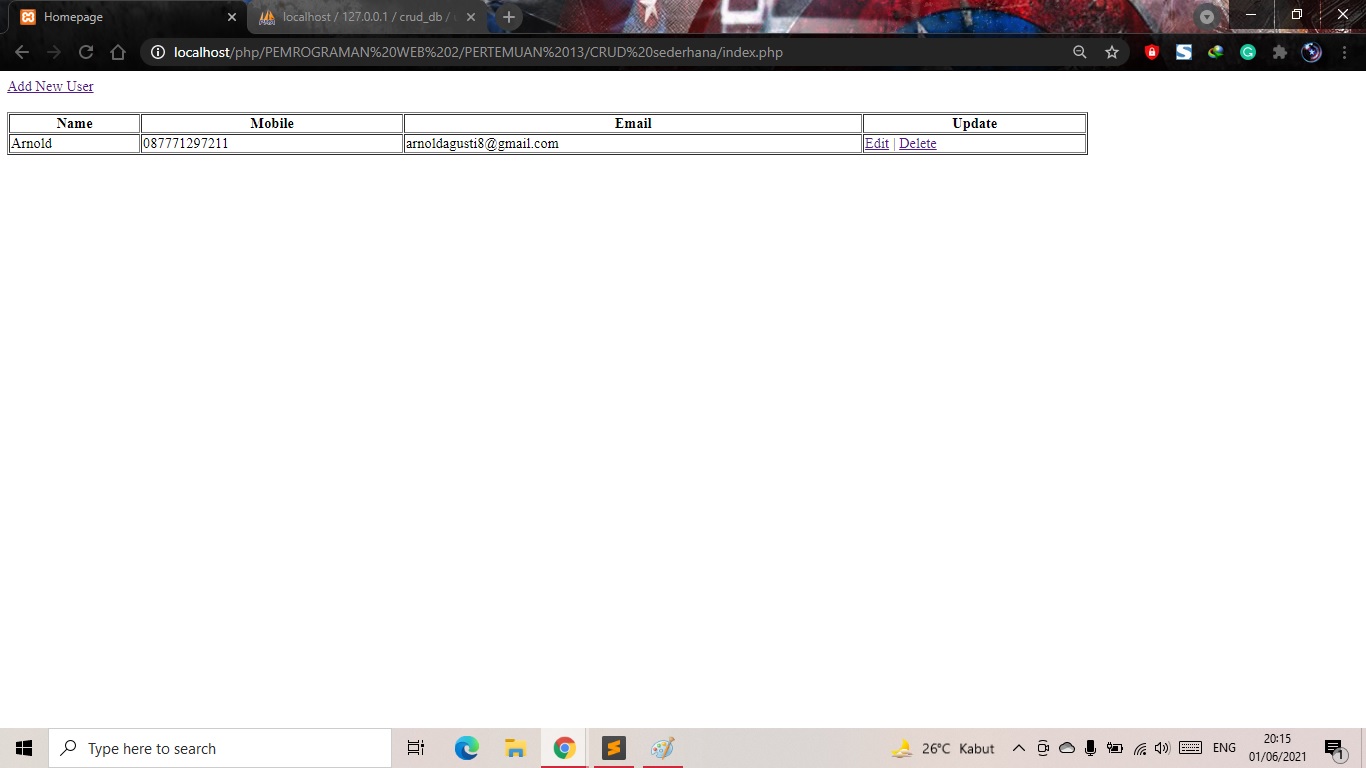 Homepage
localhost / 127.0.0.1 / crud_db /
localhost/php/PEMROGRAMAN%20WEB%202/PERTEMUAN%2013/CRUD%20sederhana/index.php
Add New User
Name Mobile Email Update
Arnold 087771297211 arnoldagusti8@gmail.com Edit | Delete
Type here to search
26°C Kabut
ENG
20:15
01/06/2021
1